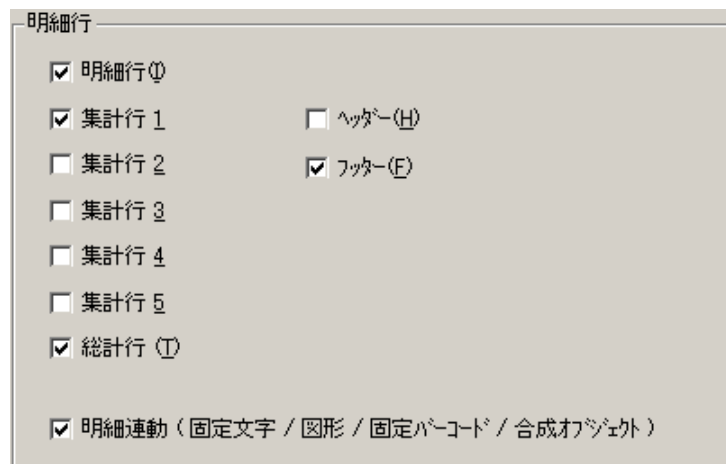 明細行
明細行(I)
集計行 1 ヘッダー(H)
集計行 2 フッター(F)
集計行 3
集計行 4
集計行 5
総計行 (T)
明細連動 ( 固定文字 / 図形 / 固定バーコード / 合成オブジェクト )